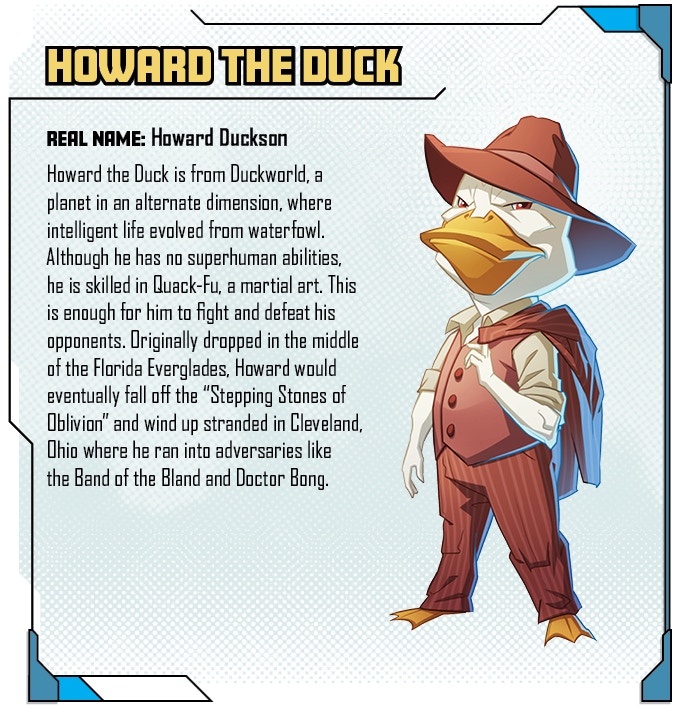 HOWARD THE DUCK
REAL NAME: Howard Duckson
Howard the Duck is from Duckworld, a
planet in an alternate dimension, where
intelligent life evolved from waterfowl.
Although he has no superhuman abilities,
he is skilled in Quack-Fu, a martial art. This
is enough for him to fight and defeat his
opponents. Originally dropped in the middle
of the Florida Everglades, Howard would
eventually fall off the “Stepping Stones of
Oblivion” and wind up stranded in Cleveland,
Ohio where he ran into adversaries like
the Band of the Bland and Doctor Bong.